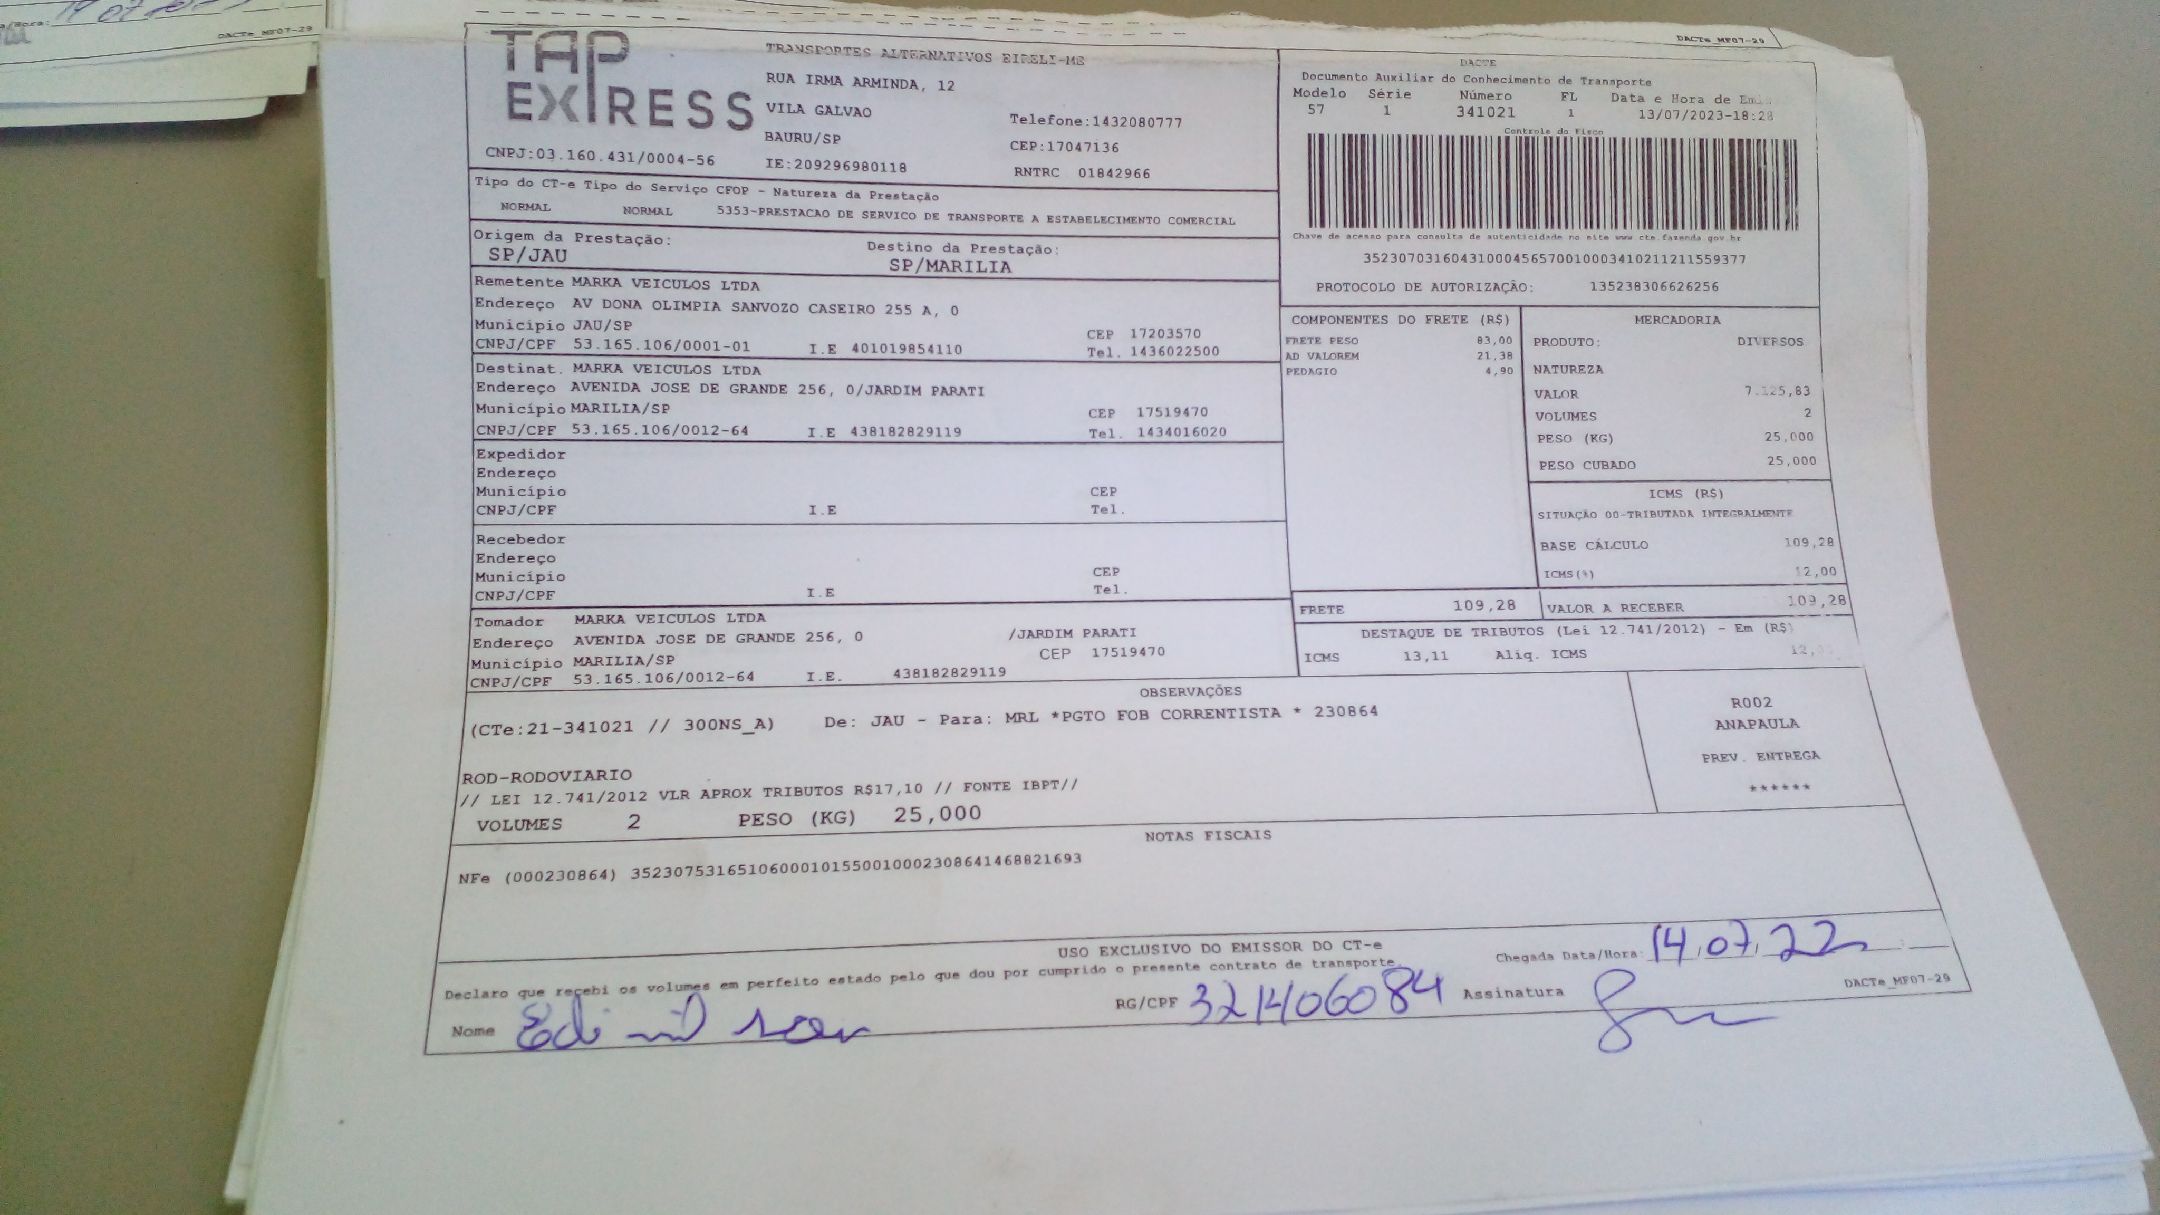 DACTe_MF07-29
DACTe_MF07-29
TAP EXPRESS
TRANSPORTES ALTERNATIVOS EIRELI-ME
RUA IRMA ARMINDA, 12
VILA GALVAO
Telefone:1432080777
BAURU/SP
CEP:17047136
CNPJ:03.160.431/0004-56
IE:209296980118
RNTRC 01842966
DACTE
Documento Auxiliar do Conhecimento de Transporte
Modelo Série Número FL Data e Hora de
57 1 341021 1 13/07/2023-18:28
Controle do Fisco
Chave de acesso para consulta de autenticidade no site www.cte.fazenda.gov.br
35230703160431000456570010003410211211559377
PROTOCOLO DE AUTORIZAÇÃO: 135238306626256
Tipo do CT-e Tipo do Serviço CFOP - Natureza da Prestação
NORMAL NORMAL 5353-PRESTACAO DE SERVICO DE TRANSPORTE A ESTABELECIMENTO COMERCIAL
Origem da Prestação: Destino da Prestação:
SP/JAU SP/MARILIA
Remetente MARKA VEICULOS LTDA
Endereço AV DONA OLIMPIA SANVOZO CASEIRO 255 A, 0
Município JAU/SP CEP 17203570
CNPJ/CPF 53.165.106/0001-01 I.E 401019854110 Tel. 1436022500
Destinat. MARKA VEICULOS LTDA
Endereço AVENIDA JOSE DE GRANDE 256, 0/JARDIM PARATI
Município MARILIA/SP CEP 17519470
CNPJ/CPF 53.165.106/0012-64 I.E 438182829119 Tel. 1434016020
Expedidor
Endereço
Município CEP
CNPJ/CPF I.E Tel.
Recebedor
Endereço
Município CEP
CNPJ/CPF I.E Tel.
Tomador MARKA VEICULOS LTDA
Endereço AVENIDA JOSE DE GRANDE 256, 0 /JARDIM PARATI
Município MARILIA/SP CEP 17519470
CNPJ/CPF 53.165.106/0012-64 I.E. 438182829119
COMPONENTES DO FRETE (R$)
FRETE PESO 83,00
AD VALOREM 21,38
PEDAGIO 4,90
MERCADORIA
PRODUTO: DIVERSOS
NATUREZA
VALOR 7.125,83
VOLUMES 2
PESO (KG) 25,000
PESO CUBADO 25,000
ICMS (R$)
SITUAÇÃO 00-TRIBUTADA INTEGRALMENTE
BASE CÁLCULO 109,28
ICMS(%) 12,00
FRETE 109,28 VALOR A RECEBER 109,28
DESTAQUE DE TRIBUTOS (Lei 12.741/2012) - Em (R$)
ICMS 13,11 Aliq. ICMS
OBSERVAÇÕES
(CTe:21-341021 // 300NS_A) De: JAU - Para: MRL *PGTO FOB CORRENTISTA * 230864
ROD-RODOVIARIO
// LEI 12.741/2012 VLR APROX TRIBUTOS R$17,10 // FONTE IBPT//
VOLUMES 2 PESO (KG) 25,000
R002
ANAPAULA
PREV. ENTREGA
******
NOTAS FISCAIS
NFe (000230864) 35230753165106000101550010002308641468821693
USO EXCLUSIVO DO EMISSOR DO CT-e
Chegada Data/Hora: 14,07,22 :
Declaro que recebi os volumes em perfeito estado pelo que dou por cumprido o presente contrato de transporte.
Nome RG/CPF 321406084 Assinatura
DACTe_MF07-29